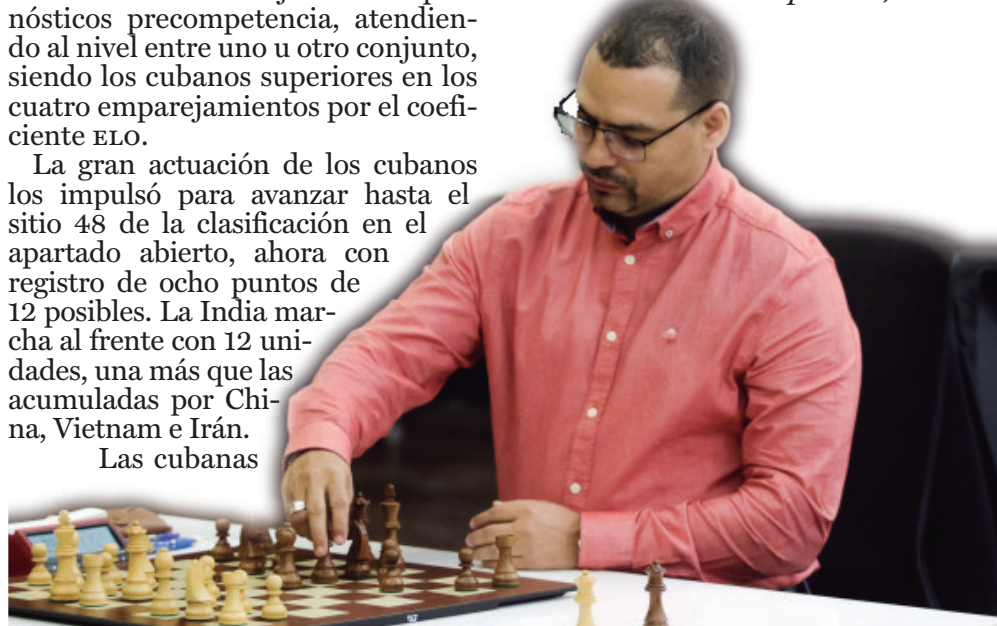 nósticos precompetencia, atendien-
do al nivel entre uno u otro conjunto,
siendo los cubanos superiores en los
cuatro emparejamientos por el coefi-
ciente ELO.
La gran actuación de los cubanos
los impulsó para avanzar hasta el
sitio 48 de la clasificación en el
apartado abierto, ahora con
registro de ocho puntos de
12 posibles. La India mar-
cha al frente con 12 uni-
dades, una más que las
acumuladas por Chi-
na, Vietnam e Irán.
Las cubanas